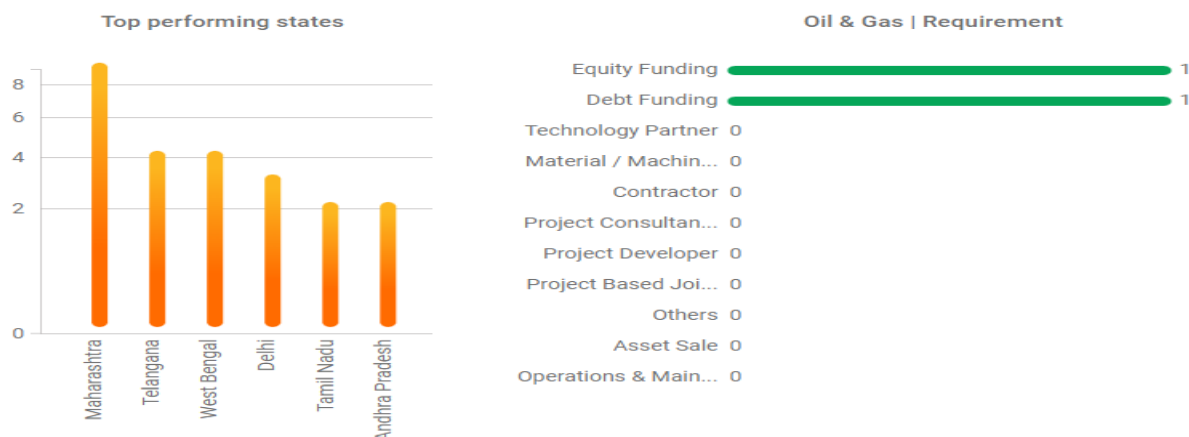 Top performing states
8
6
4
2
0
Maharashtra
Telangana
West Bengal
Delhi
Tamil Nadu
Andhra Pradesh
Oil & Gas | Requirement
Equity Funding 1
Debt Funding 1
Technology Partner 0
Material / Machin... 0
Contractor 0
Project Consultan... 0
Project Developer 0
Project Based Joi... 0
Others 0
Asset Sale 0
Operations & Main... 0